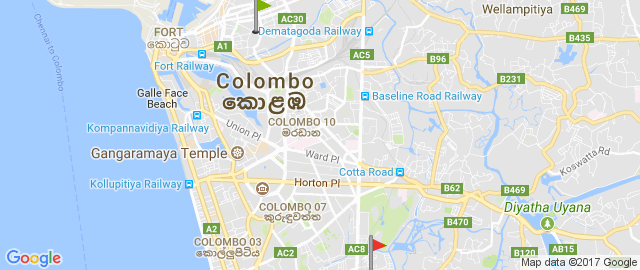 AC30
Wellampitiya
B469
FORT
කොටුව
A1
Dematagoda Railway
B435
AC5
B96
Fort Railway
B231
Colombo
කොළඹ
Galle Face
Beach
Baseline Road Railway
Chennai to Colombo
Kompannavidiya Railway
COLOMBO 10
මරදාන
Union Pl
Gangaramaya Temple
Ward Pl
Koswatta Rd
Cotta Road
Kollupitiya Railway
Horton Pl
B62
B469
COLOMBO 07
කුරුඳුවත්ත
Diyatha Uyana
B470
A2
COLOMBO 03
කොල්ලුපිටිය
AC2
AC8
B120
AB15
B47
Google
Map data ©2017 Google